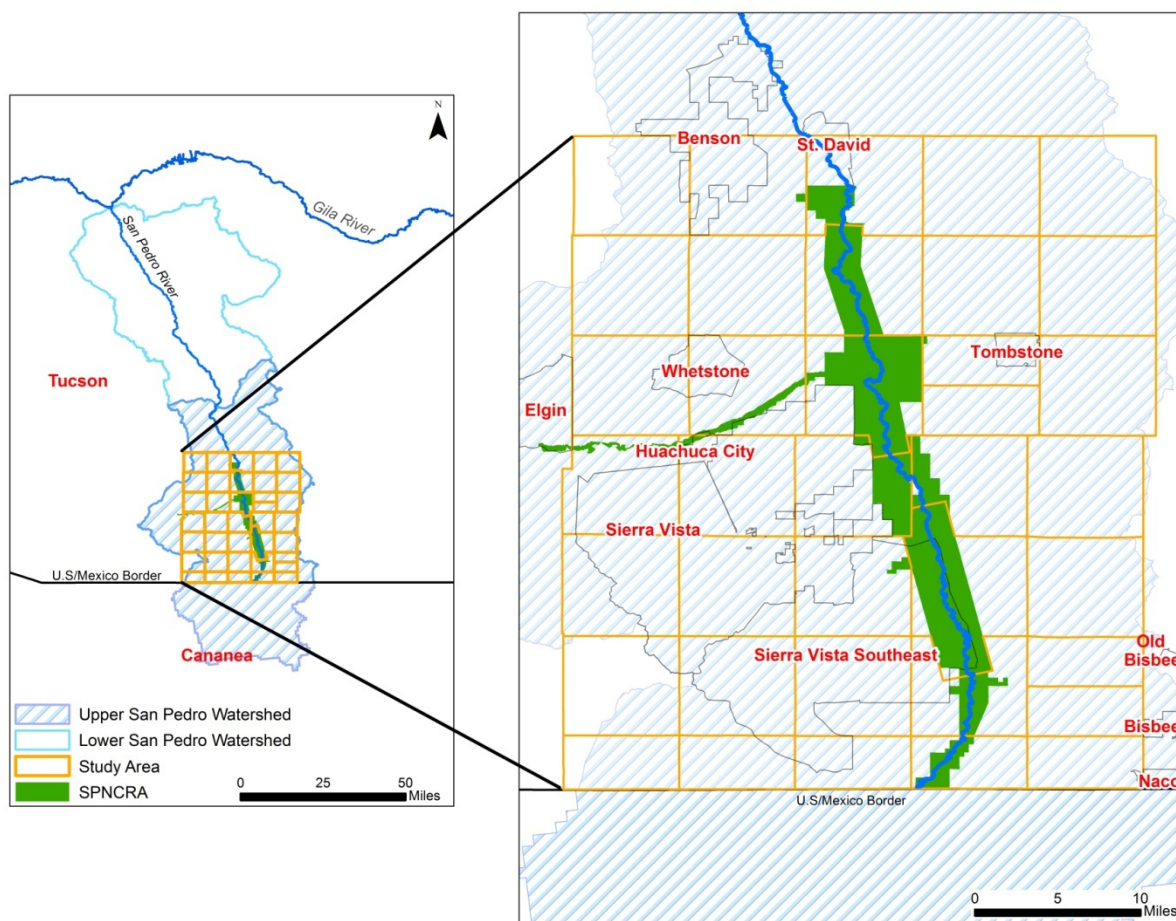 N
Gila River
San Pedro River
Tucson
U.S/Mexico Border
Cananea
Upper San Pedro Watershed
Lower San Pedro Watershed
Study Area
SPNCRA
0 25 50
Miles
Benson
St. David
Tombstone
Whetstone
Elgin
Huachuca City
Sierra Vista
Sierra Vista Southeast
Old
Bisbee
Bisbee
Naco
U.S/Mexico Border
0 5 10
Miles